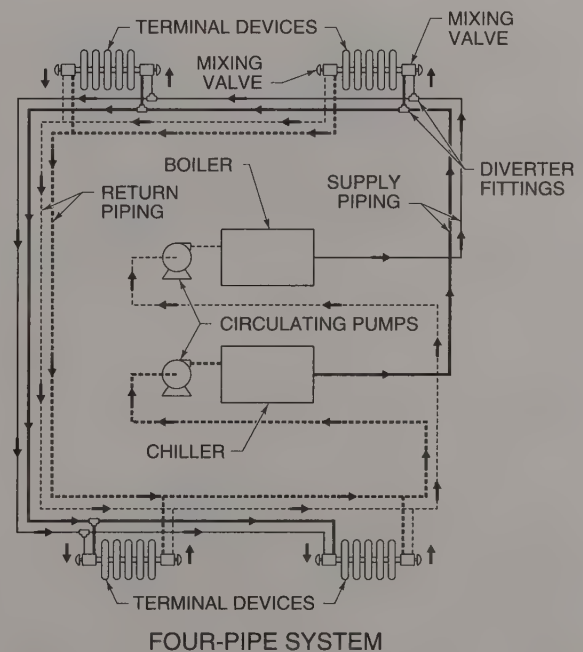 TERMINAL DEVICES
MIXING
VALVE
MIXING
VALVE
BOILER
RETURN
PIPING
SUPPLY
PIPING
DIVERTER
FITTINGS
CIRCULATING PUMPS
CHILLER
TERMINAL DEVICES
FOUR-PIPE SYSTEM